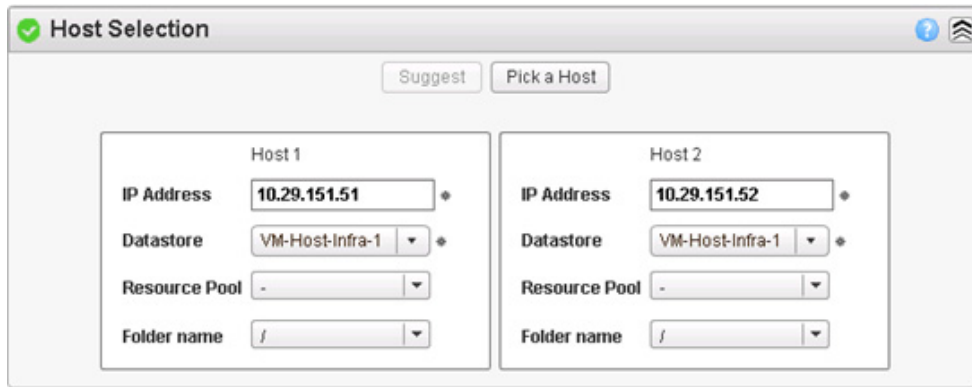 Host Selection
?
Suggest
Pick a Host
Host 1
IP Address
10.29.151.51
Datastore
VM-Host-Infra-1
Resource Pool
-
Folder name
/
Host 2
IP Address
10.29.151.52
Datastore
VM-Host-Infra-1
Resource Pool
-
Folder name
/